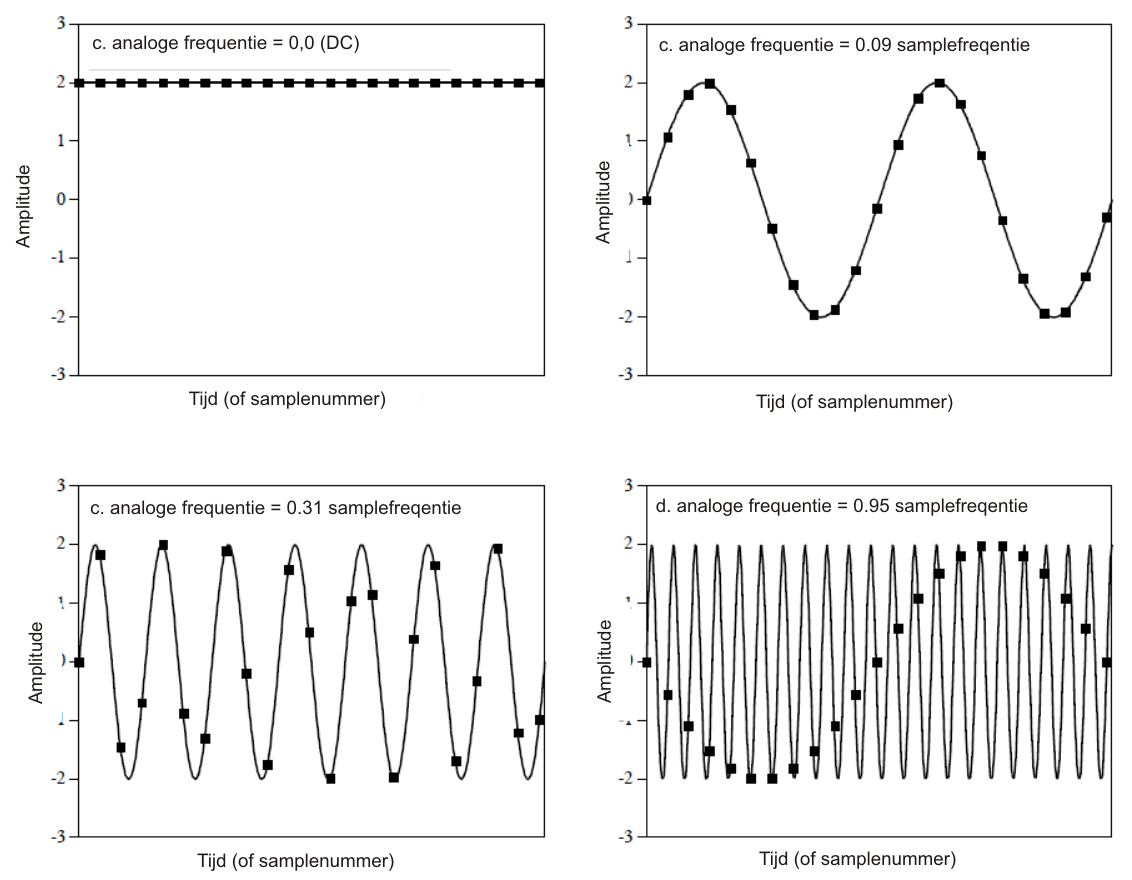 3
c. analoge frequentie = 0,0 (DC)
2
1
0
-1
-2
-3
Amplitude
Tijd (of samplenummer)
3
c. analoge frequentie = 0.09 samplefreqentie
2
-2
-3
Amplitude
Tijd (of samplenummer)
3
c. analoge frequentie = 0.31 samplefreqentie
2
-2
-3
Amplitude
Tijd (of samplenummer)
3
d. analoge frequentie = 0.95 samplefreqentie
2
-2
-3
Amplitude
Tijd (of samplenummer)